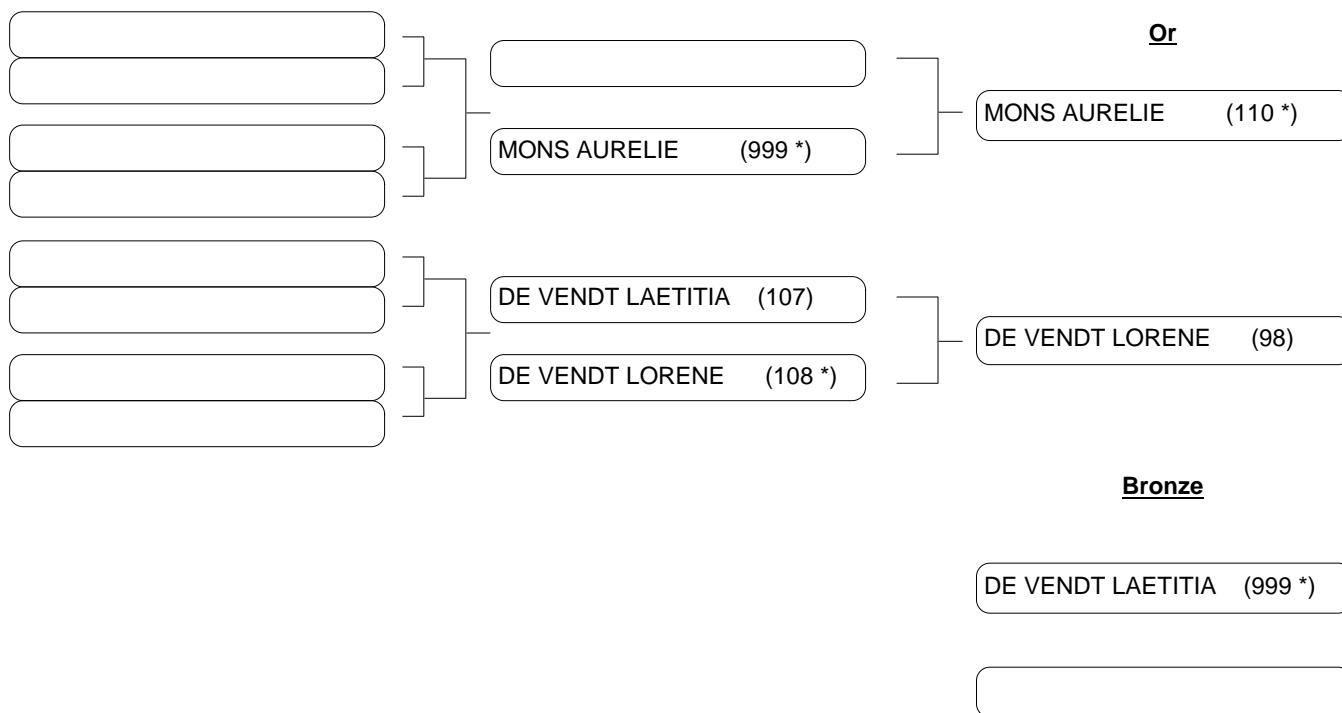 Or
MONS AURELIE (110 *)
MONS AURELIE (999 *)
DE VENDT LAETITIA (107)
DE VENDT LORENE (98)
DE VENDT LORENE (108 *)
Bronze
DE VENDT LAETITIA (999 *)